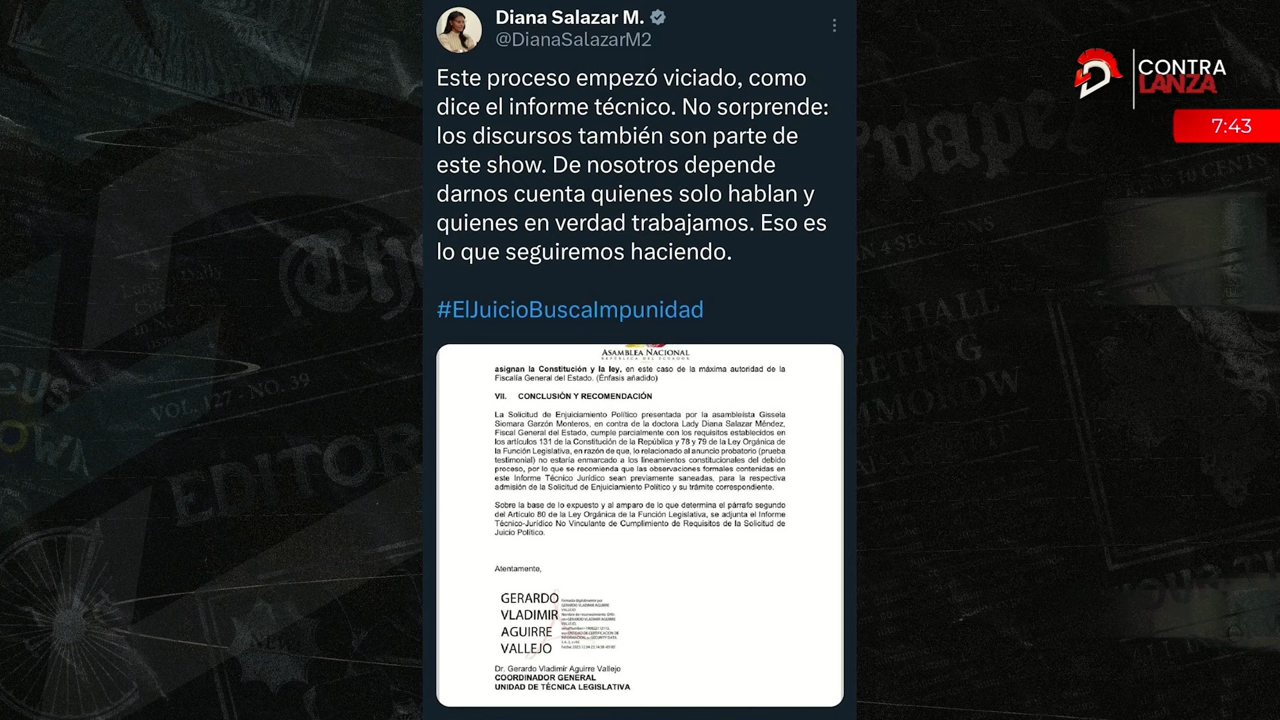 Diana Salazar M.
@DianaSalazarM2
CONTRA
LANZA
7:43
Este proceso empezó viciado, como
dice el informe técnico. No sorprende:
los discursos también son parte de
este show. De nosotros depende
darnos cuenta quienes solo hablan y
quienes en verdad trabajamos. Eso es
lo que seguiremos haciendo.
#ElJuicioBuscaImpunidad
ASAMBLEA NACIONAL
REPÚBLICA DEL ECUADOR
asignan la Constitución y la ley, en este caso de la máxima autoridad de la
Fiscalía General del Estado. (Énfasis añadido)
VII. CONCLUSIÓN Y RECOMENDACIÓN
La Solicitud de Enjuiciamiento Político presentada por la asambleísta Gissela
Siomara Garzón Monteros, en contra de la doctora Lady Diana Salazar Méndez,
Fiscal General del Estado, cumple parcialmente con los requisitos establecidos en
los artículos 131 de la Constitución de la República y 78 y 79 de la Ley Orgánica de
la Función Legislativa, en razón de que, lo relacionado al anuncio probatorio (prueba
testimonial) no estaría enmarcado a los lineamientos constitucionales del debido
proceso, por lo que se recomienda que las observaciones formales contenidas en
este Informe Técnico Jurídico sean previamente saneadas, para la respectiva
admisión de la Solicitud de Enjuiciamiento Político y su trámite correspondiente.
Sobre la base de lo expuesto y al amparo de lo que determina el párrafo segundo
del Artículo 80 de la Ley Orgánica de la Función Legislativa, se adjunta el Informe
Técnico-Jurídico No Vinculante de Cumplimiento de Requisitos de la Solicitud de
Juicio Político.
Atentamente,
GERARDO
VLADIMIR
AGUIRRE
VALLEJO
Dr. Gerardo Vladimir Aguirre Vallejo
COORDINADOR GENERAL
UNIDAD DE TÉCNICA LEGISLATIVA
VOL. 127 - NO. 39
EDITOR
10 CENTS